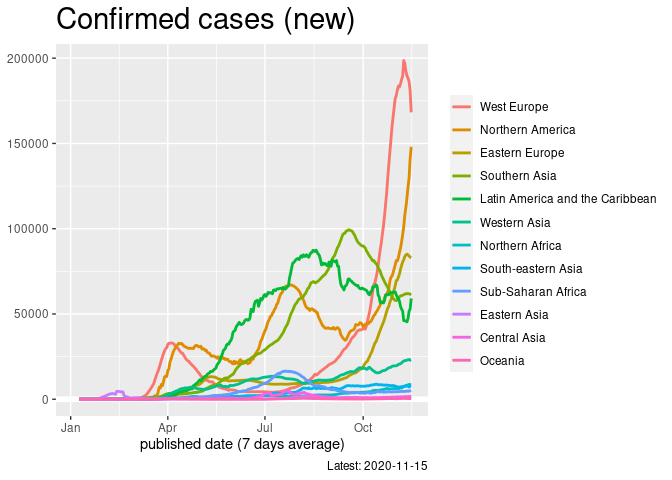 Confirmed cases (new)
200000
150000
100000
50000
0
Jan Apr Jul Oct
published date (7 days average)
Latest: 2020-11-15
West Europe
Northern America
Eastern Europe
Southern Asia
Latin America and the Caribbean
Western Asia
Northern Africa
South-eastern Asia
Sub-Saharan Africa
Eastern Asia
Central Asia
Oceania